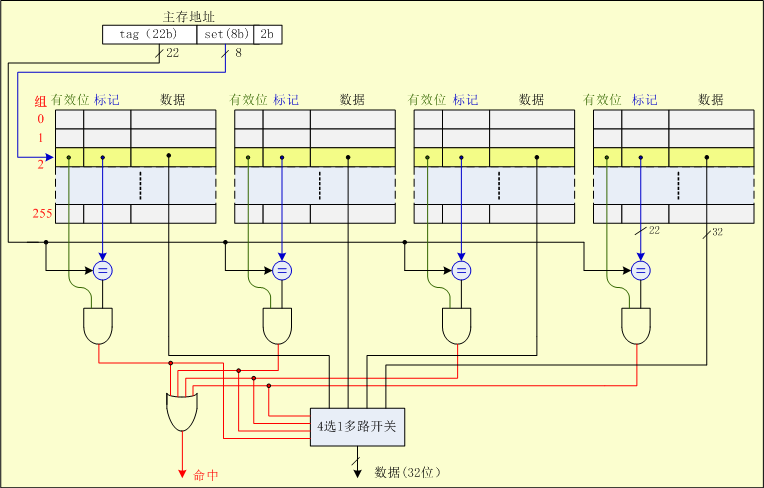 主存地址
tag（22b） set(8b) 2b
22 8
组 有效位 标记 数据 有效位 标记 数据 有效位 标记 数据 有效位 标记 数据
0
1
2
255
22 32
= = = =
4选1多路开关
命中 数据(32位）